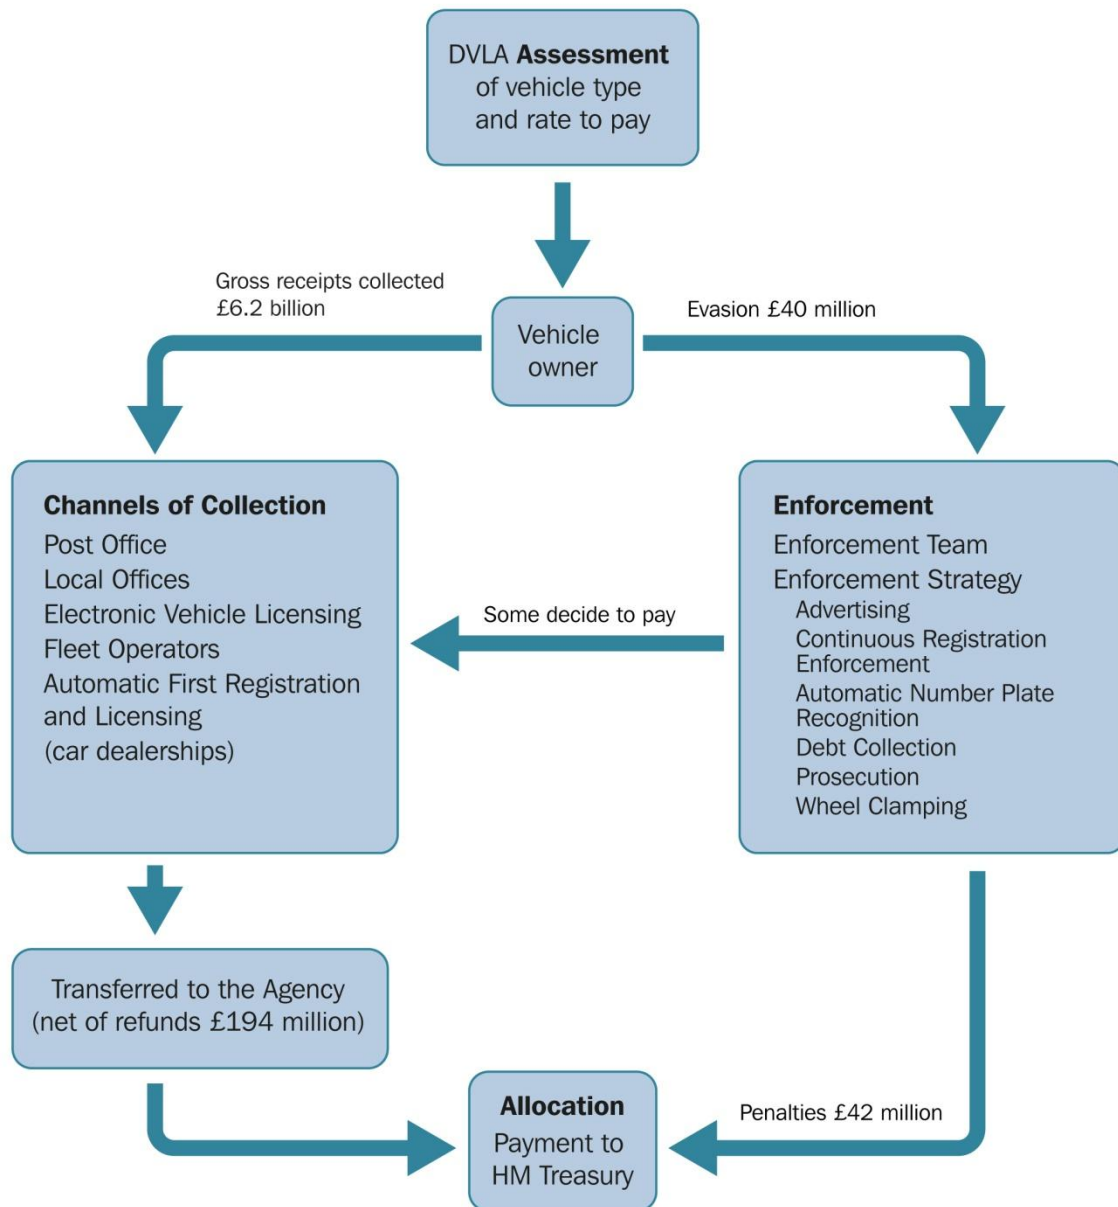 DVLA Assessment
of vehicle type
and rate to pay
Gross receipts collected
£6.2 billion
Vehicle
owner
Evasion £40 million
Channels of Collection
Post Office
Local Offices
Electronic Vehicle Licensing
Fleet Operators
Automatic First Registration
and Licensing
(car dealerships)
Some decide to pay
Enforcement
Enforcement Team
Enforcement Strategy
Advertising
Continuous Registration
Enforcement
Automatic Number Plate
Recognition
Debt Collection
Prosecution
Wheel Clamping
Transferred to the Agency
(net of refunds £194 million)
Allocation
Payment to
HM Treasury
Penalties £42 million